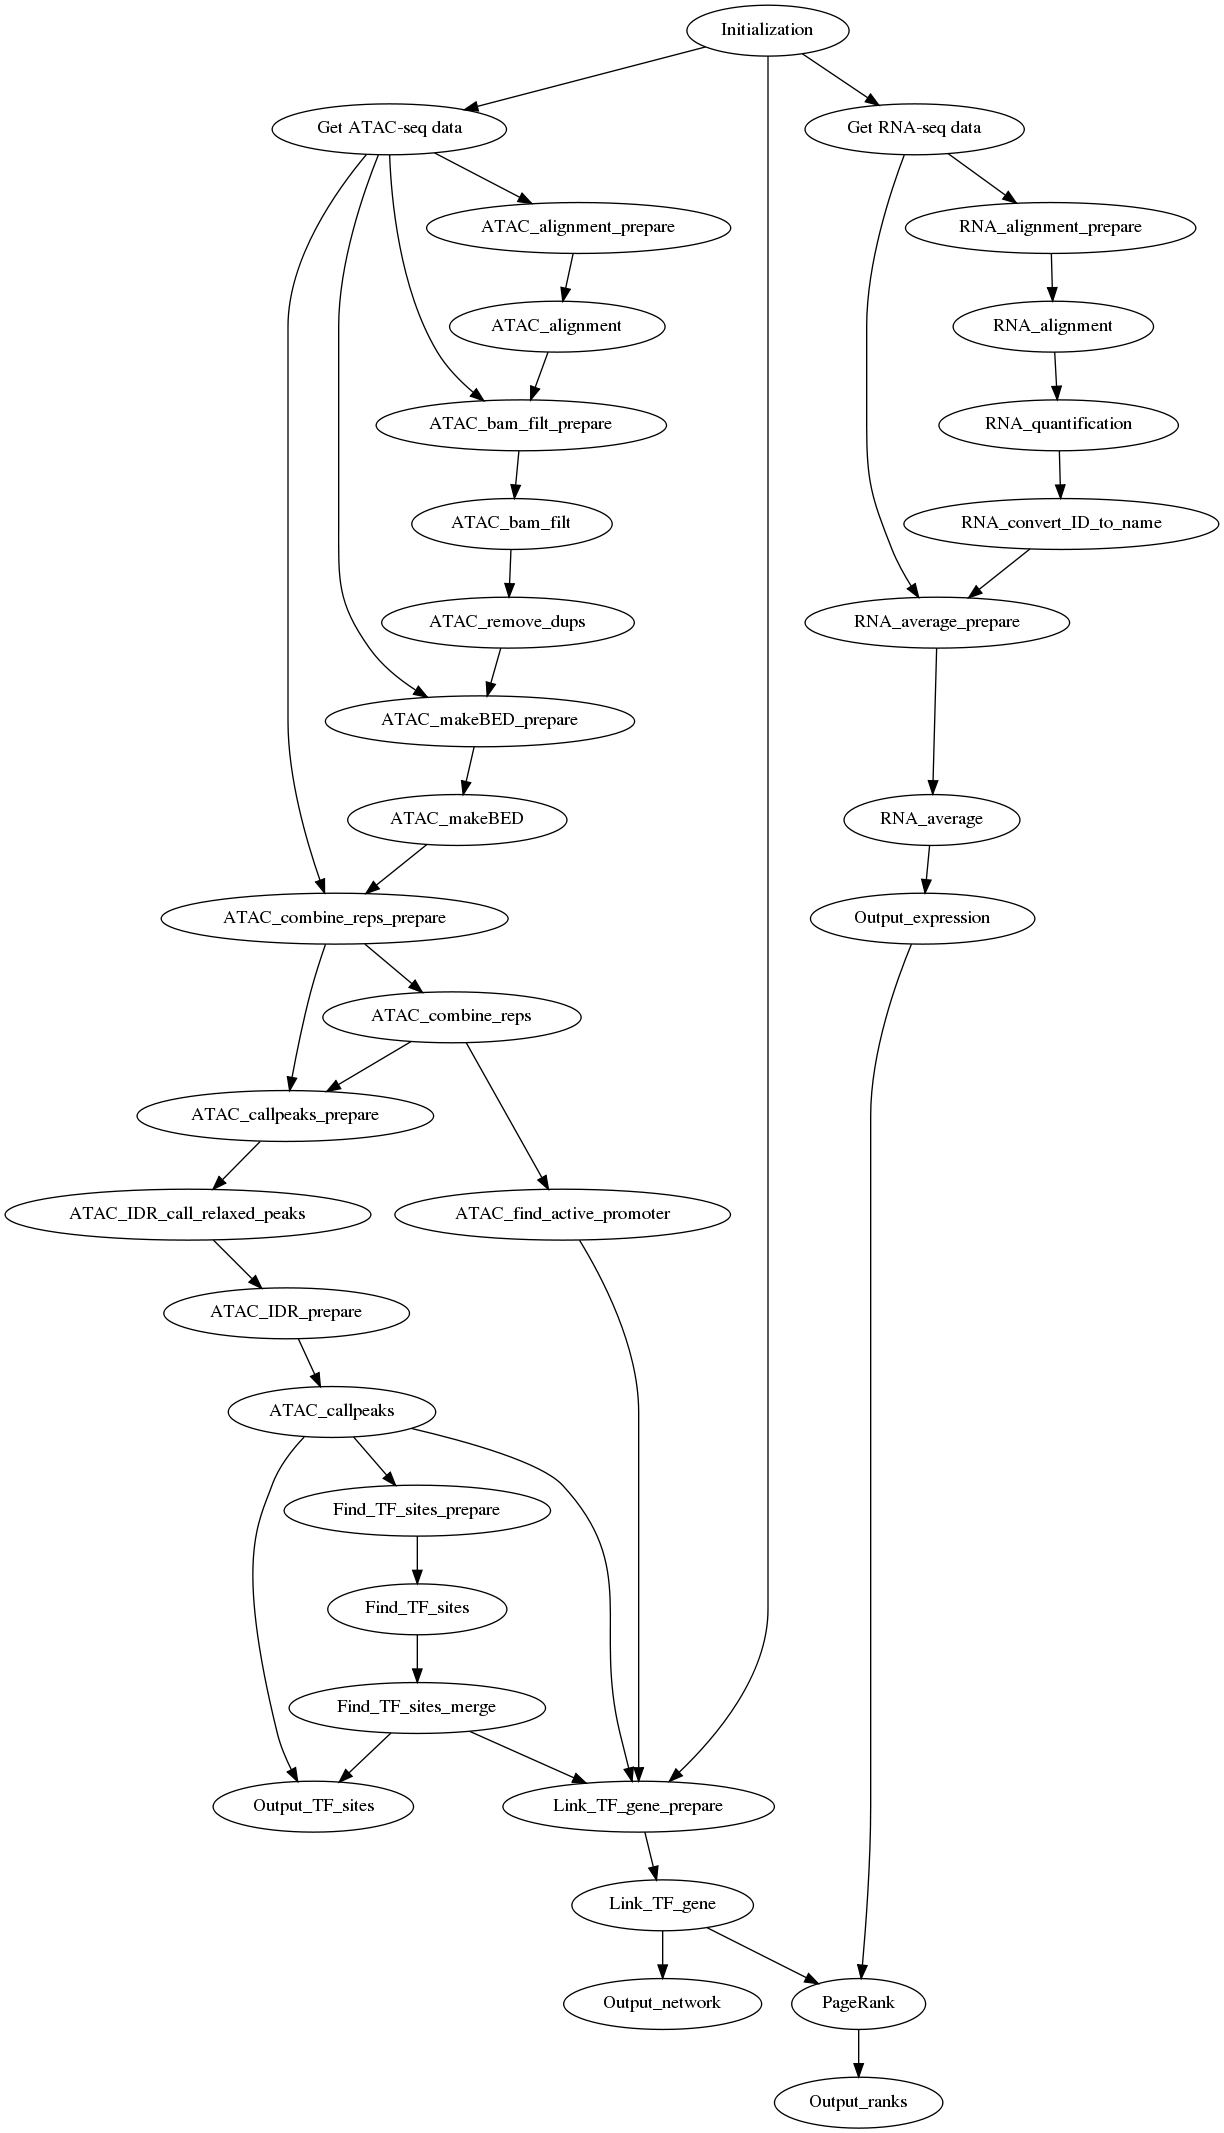 Initialization
Get ATAC-seq data
Get RNA-seq data
ATAC_alignment_prepare
RNA_alignment_prepare
ATAC_alignment
RNA_alignment
ATAC_bam_filt_prepare
RNA_quantification
ATAC_bam_filt
RNA_convert_ID_to_name
ATAC_remove_dups
RNA_average_prepare
ATAC_makeBED_prepare
ATAC_makeBED
RNA_average
ATAC_combine_reps_prepare
Output_expression
ATAC_combine_reps
ATAC_callpeaks_prepare
ATAC_IDR_call_relaxed_peaks
ATAC_find_active_promoter
ATAC_IDR_prepare
ATAC_callpeaks
Find_TF_sites_prepare
Find_TF_sites
Find_TF_sites_merge
Output_TF_sites
Link_TF_gene_prepare
Link_TF_gene
Output_network
PageRank
Output_ranks